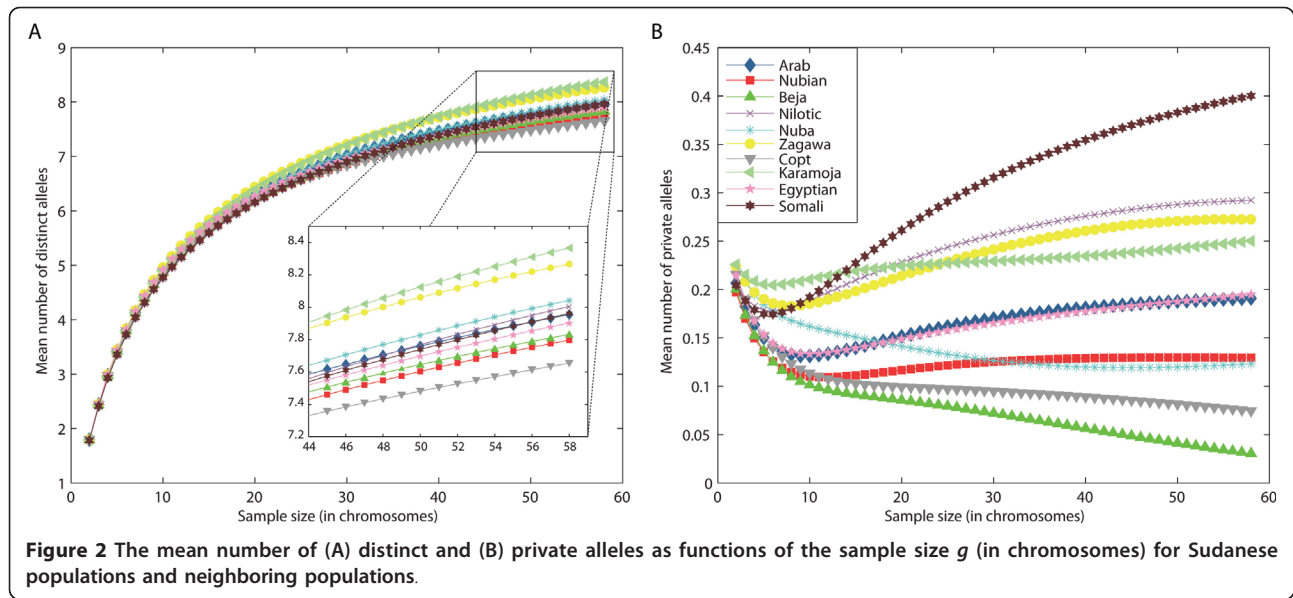 A
B
Mean number of distinct alleles
9
8
7
6
5
4
3
2
1
0 10 20 30 40 50 60
Sample size (in chromosomes)
8.4
8.2
8
7.8
7.6
7.4
7.2
44 46 48 50 52 54 56 58
Mean number of private alleles
0.45
0.4
0.35
0.3
0.25
0.2
0.15
0.1
0.05
0
0 10 20 30 40 50 60
Sample size (in chromosomes)
Arab
Nubian
Beja
Nilotic
Nuba
Zagawa
Copt
Karamoja
Egyptian
Somali
Figure 2 The mean number of (A) distinct and (B) private alleles as functions of the sample size g (in chromosomes) for Sudanese
populations and neighboring populations.